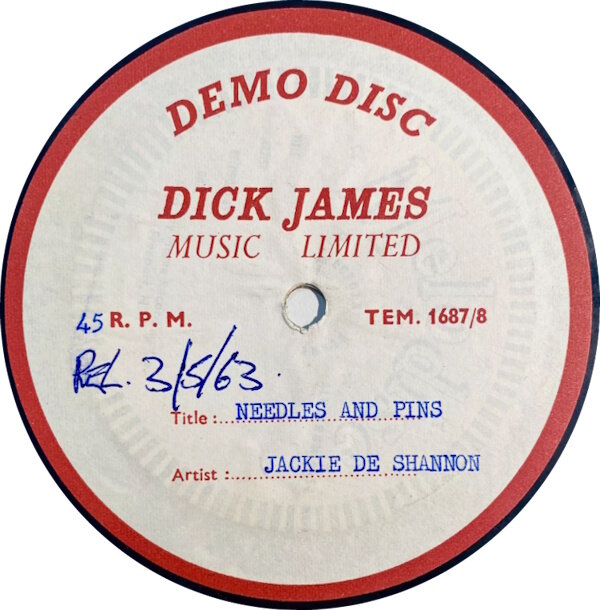 DEMO DISC
DICK JAMES
MUSIC LIMITED
45 R. P. M.
TEM. 1687/8
REL. 3/5/63.
Title :.......NEEDLES AND PINS
Artist :.......JACKIE DE SHANNON